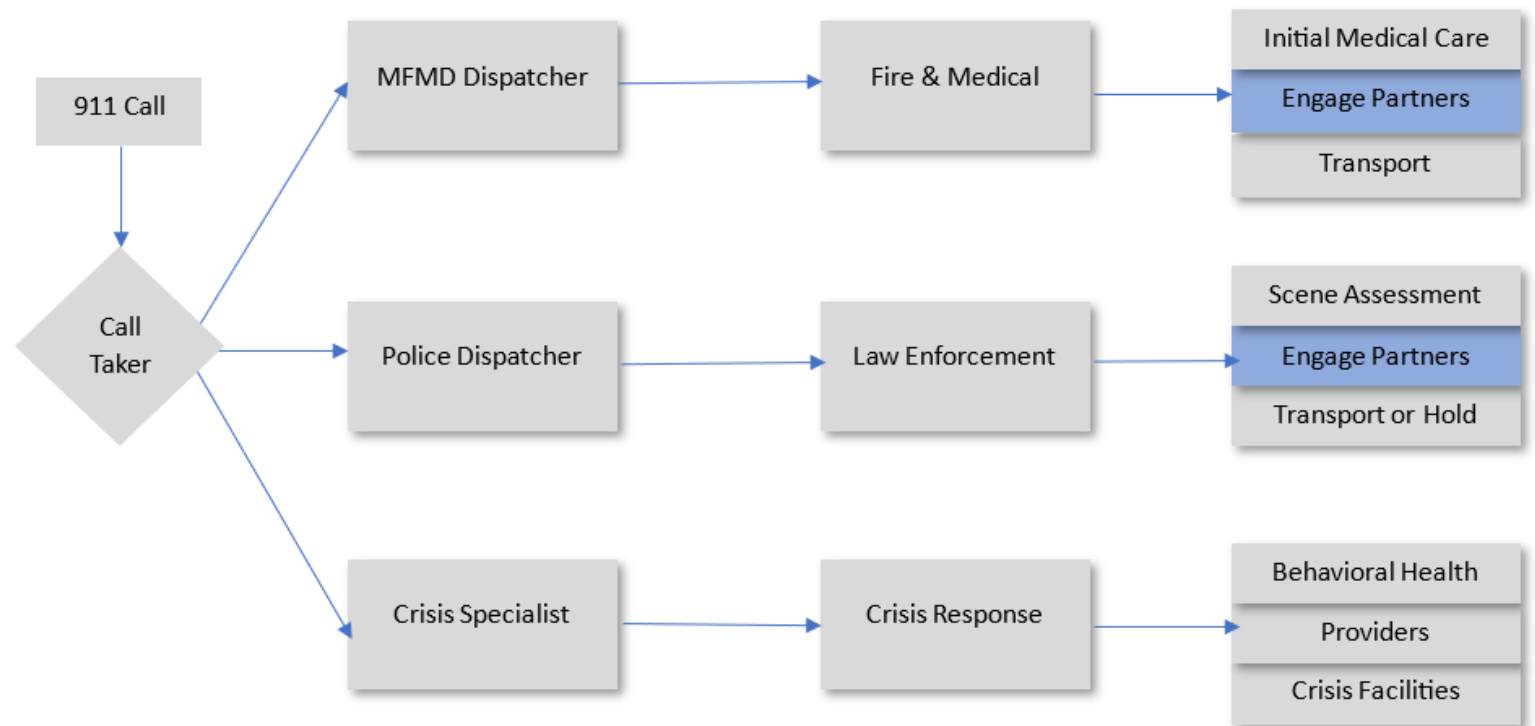 911 Call
Call
Taker
MFMD Dispatcher
Fire & Medical
Initial Medical Care
Engage Partners
Transport
Police Dispatcher
Law Enforcement
Scene Assessment
Engage Partners
Transport or Hold
Crisis Specialist
Crisis Response
Behavioral Health
Providers
Crisis Facilities